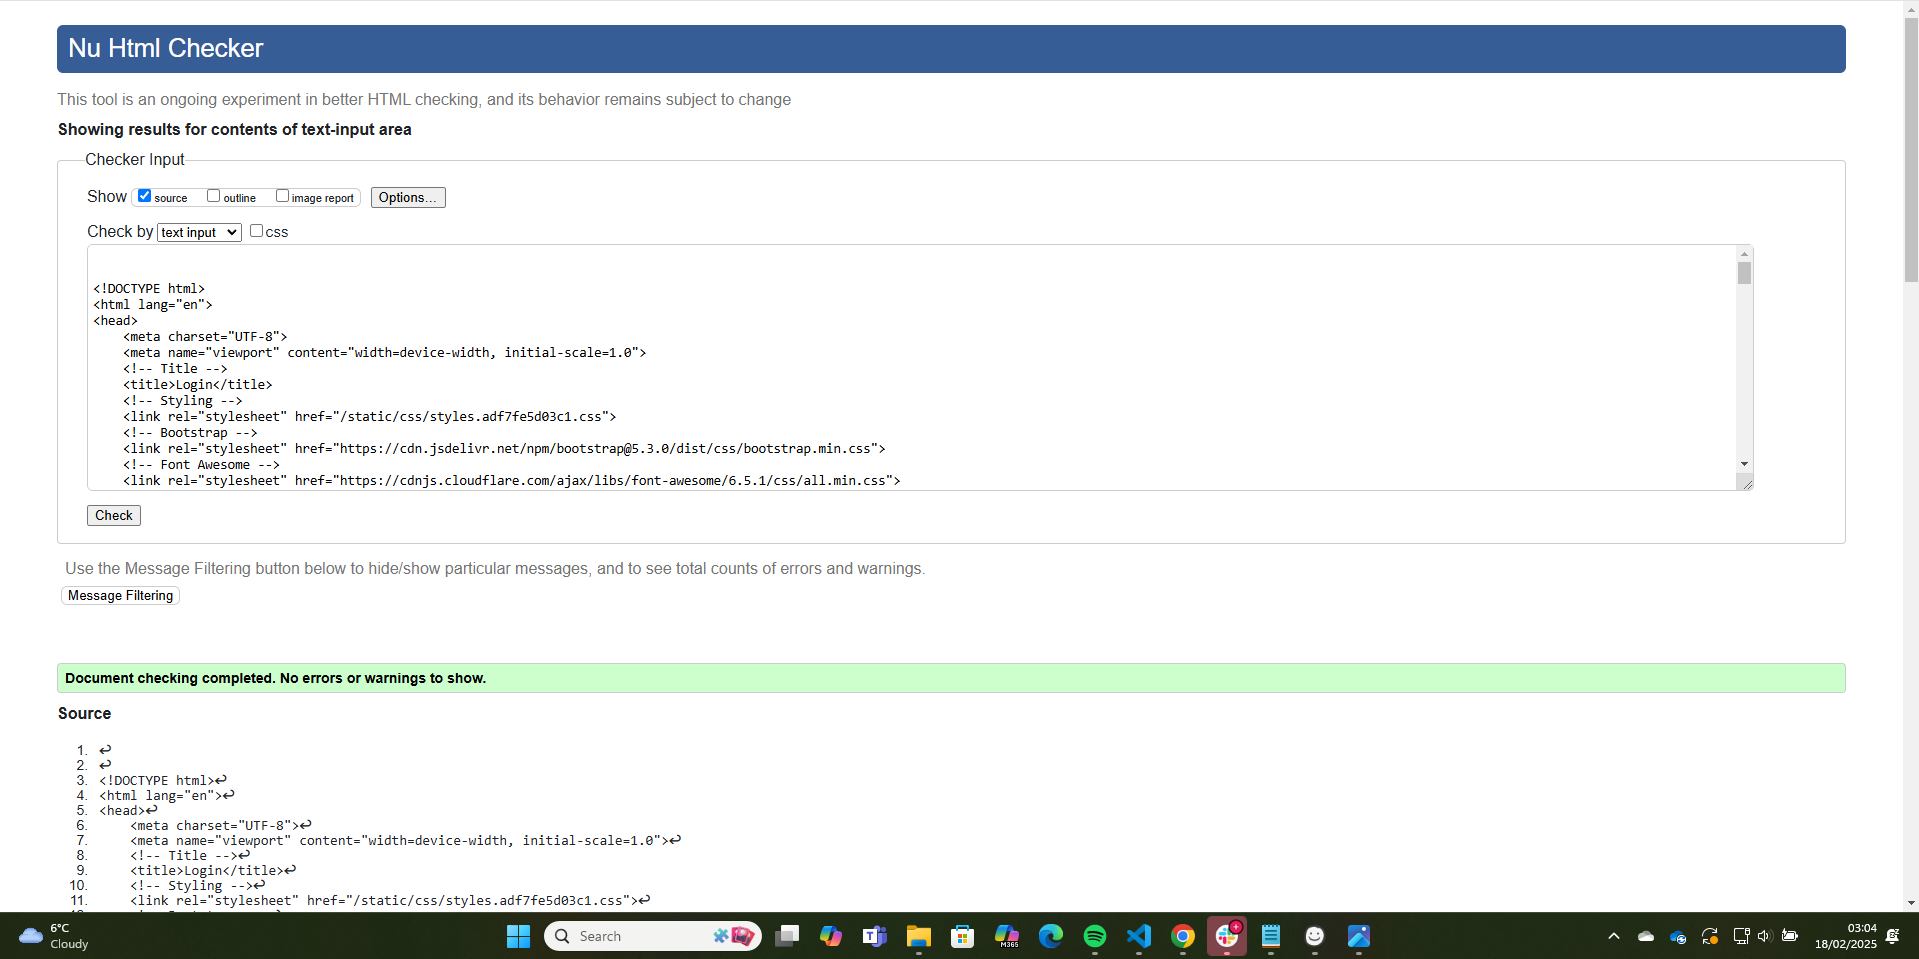 Nu Html Checker
This tool is an ongoing experiment in better HTML checking, and its behavior remains subject to change
Showing results for contents of text-input area
Checker Input
Show source outline image report Options...
Check by text input css
<!DOCTYPE html>
<html lang="en">
<head>
    <meta charset="UTF-8">
    <meta name="viewport" content="width=device-width, initial-scale=1.0">
    <!-- Title -->
    <title>Login</title>
    <!-- Styling -->
    <link rel="stylesheet" href="/static/css/styles.adf7fe5d03c1.css">
    <!-- Bootstrap -->
    <link rel="stylesheet" href="https://cdn.jsdelivr.net/npm/bootstrap@5.3.0/dist/css/bootstrap.min.css">
    <!-- Font Awesome -->
    <link rel="stylesheet" href="https://cdnjs.cloudflare.com/ajax/libs/font-awesome/6.5.1/css/all.min.css">
Check
Use the Message Filtering button below to hide/show particular messages, and to see total counts of errors and warnings.
Message Filtering
Document checking completed. No errors or warnings to show.
Source
1. ↩
2. ↩
3. <!DOCTYPE html>↩
4. <html lang="en">↩
5. <head>↩
6.     <meta charset="UTF-8">↩
7.     <meta name="viewport" content="width=device-width, initial-scale=1.0">↩
8.     <!-- Title -->↩
9.     <title>Login</title>↩
10.     <!-- Styling -->↩
11.     <link rel="stylesheet" href="/static/css/styles.adf7fe5d03c1.css">↩
6°C
Cloudy
Search
M365
03:04
18/02/2025